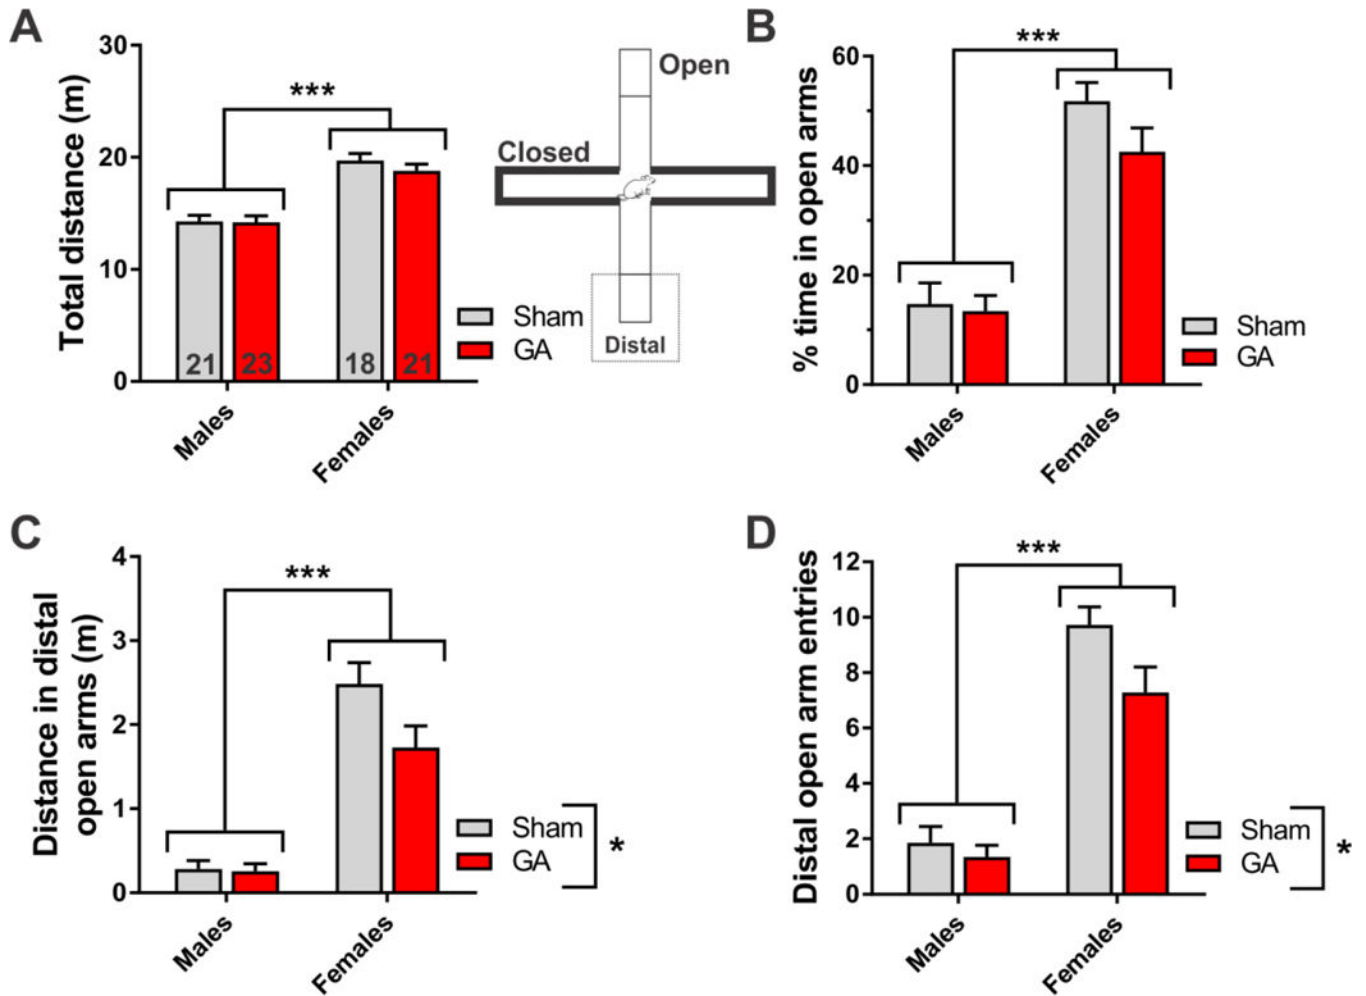 A
Total distance (m)
30
20
10
0
***
21
23
18
21
Males
Females
Sham
GA
Open
Closed
Distal
B
% time in open arms
60
40
20
0
***
Males
Females
Sham
GA
C
Distance in distal
open arms (m)
4
3
2
1
0
***
Males
Females
Sham
GA
*
D
Distal open arm entries
12
10
8
6
4
2
0
***
Males
Females
Sham
GA
*